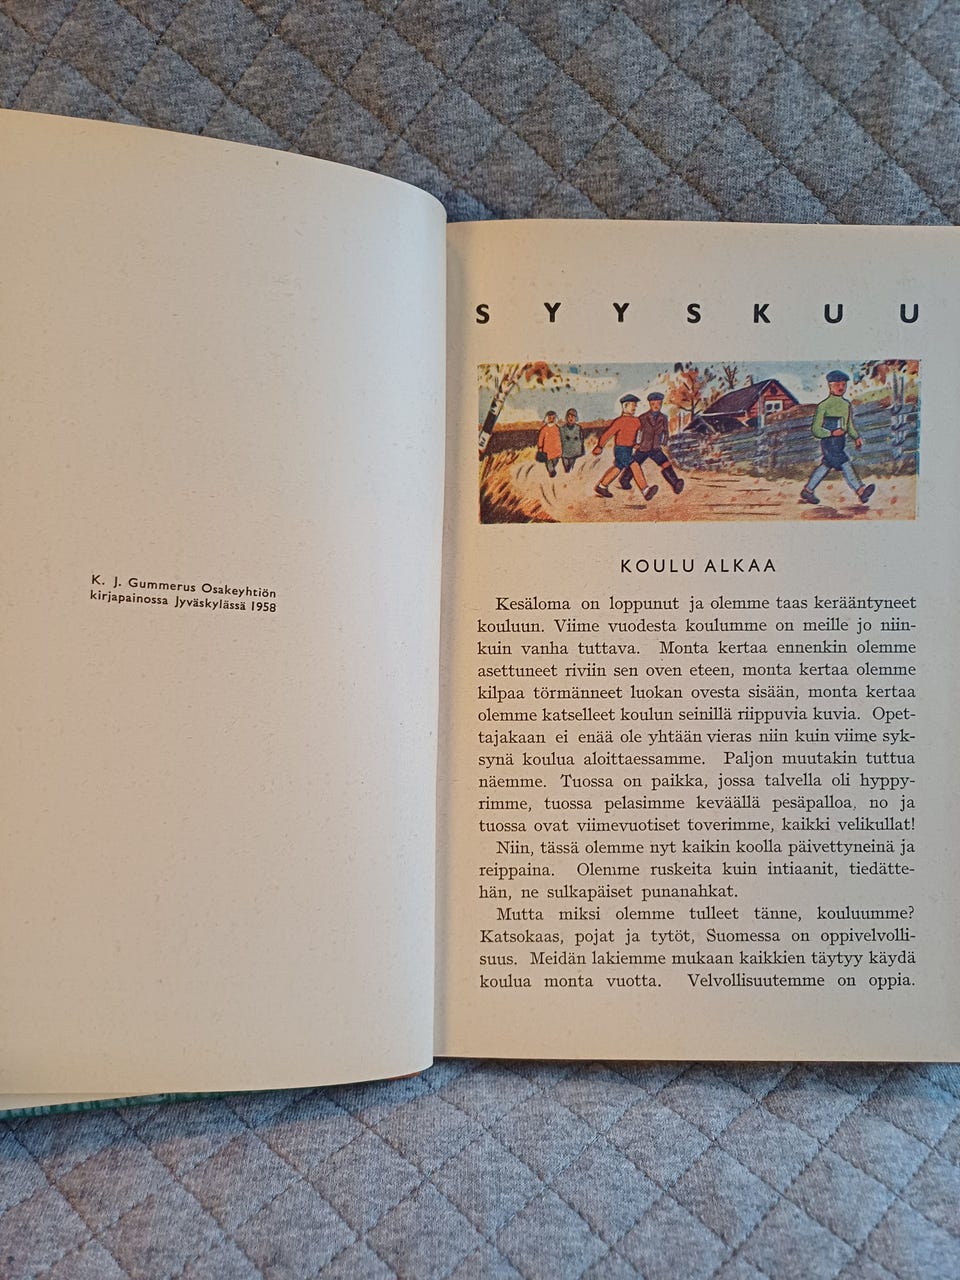 K. J. Gummerus Osakeyhtiön
kirjapainossa Jyväskylässä 1958
SYYSKUU
KOULU ALKAA
Kesäloma on loppunut ja olemme taas kerääntyneet
kouluun. Viime vuodesta koulumme on meille jo niin-
kuin vanha tuttava. Monta kertaa ennenkin olemme
asettuneet riviin sen oven eteen, monta kertaa olemme
kilpaa törmänneet luokan ovesta sisään, monta kertaa
olemme katselleet koulun seinillä riippuvia kuvia. Opet-
tajakaan ei enää ole yhtään vieras niin kuin viime syk-
synä koulua aloittaessamme. Paljon muutakin tuttua
näemme. Tuossa on paikka, jossa talvella oli hyppy-
rimme, tuossa pelasimme keväällä pesäpalloa, no ja
tuossa ovat viimevuotiset toverimme, kaikki velikullat!
Niin, tässä olemme nyt kaikin koolla päivettyneinä ja
reippaina. Olemme ruskeita kuin intiaanit, tiedätte-
hän, ne sulkapäiset punanahkat.
Mutta miksi olemme tulleet tänne, kouluumme?
Katsokaas, pojat ja tytöt, Suomessa on oppivelvolli-
suus. Meidän lakiemme mukaan kaikkien täytyy käydä
koulua monta vuotta. Velvollisuutemme on oppia.